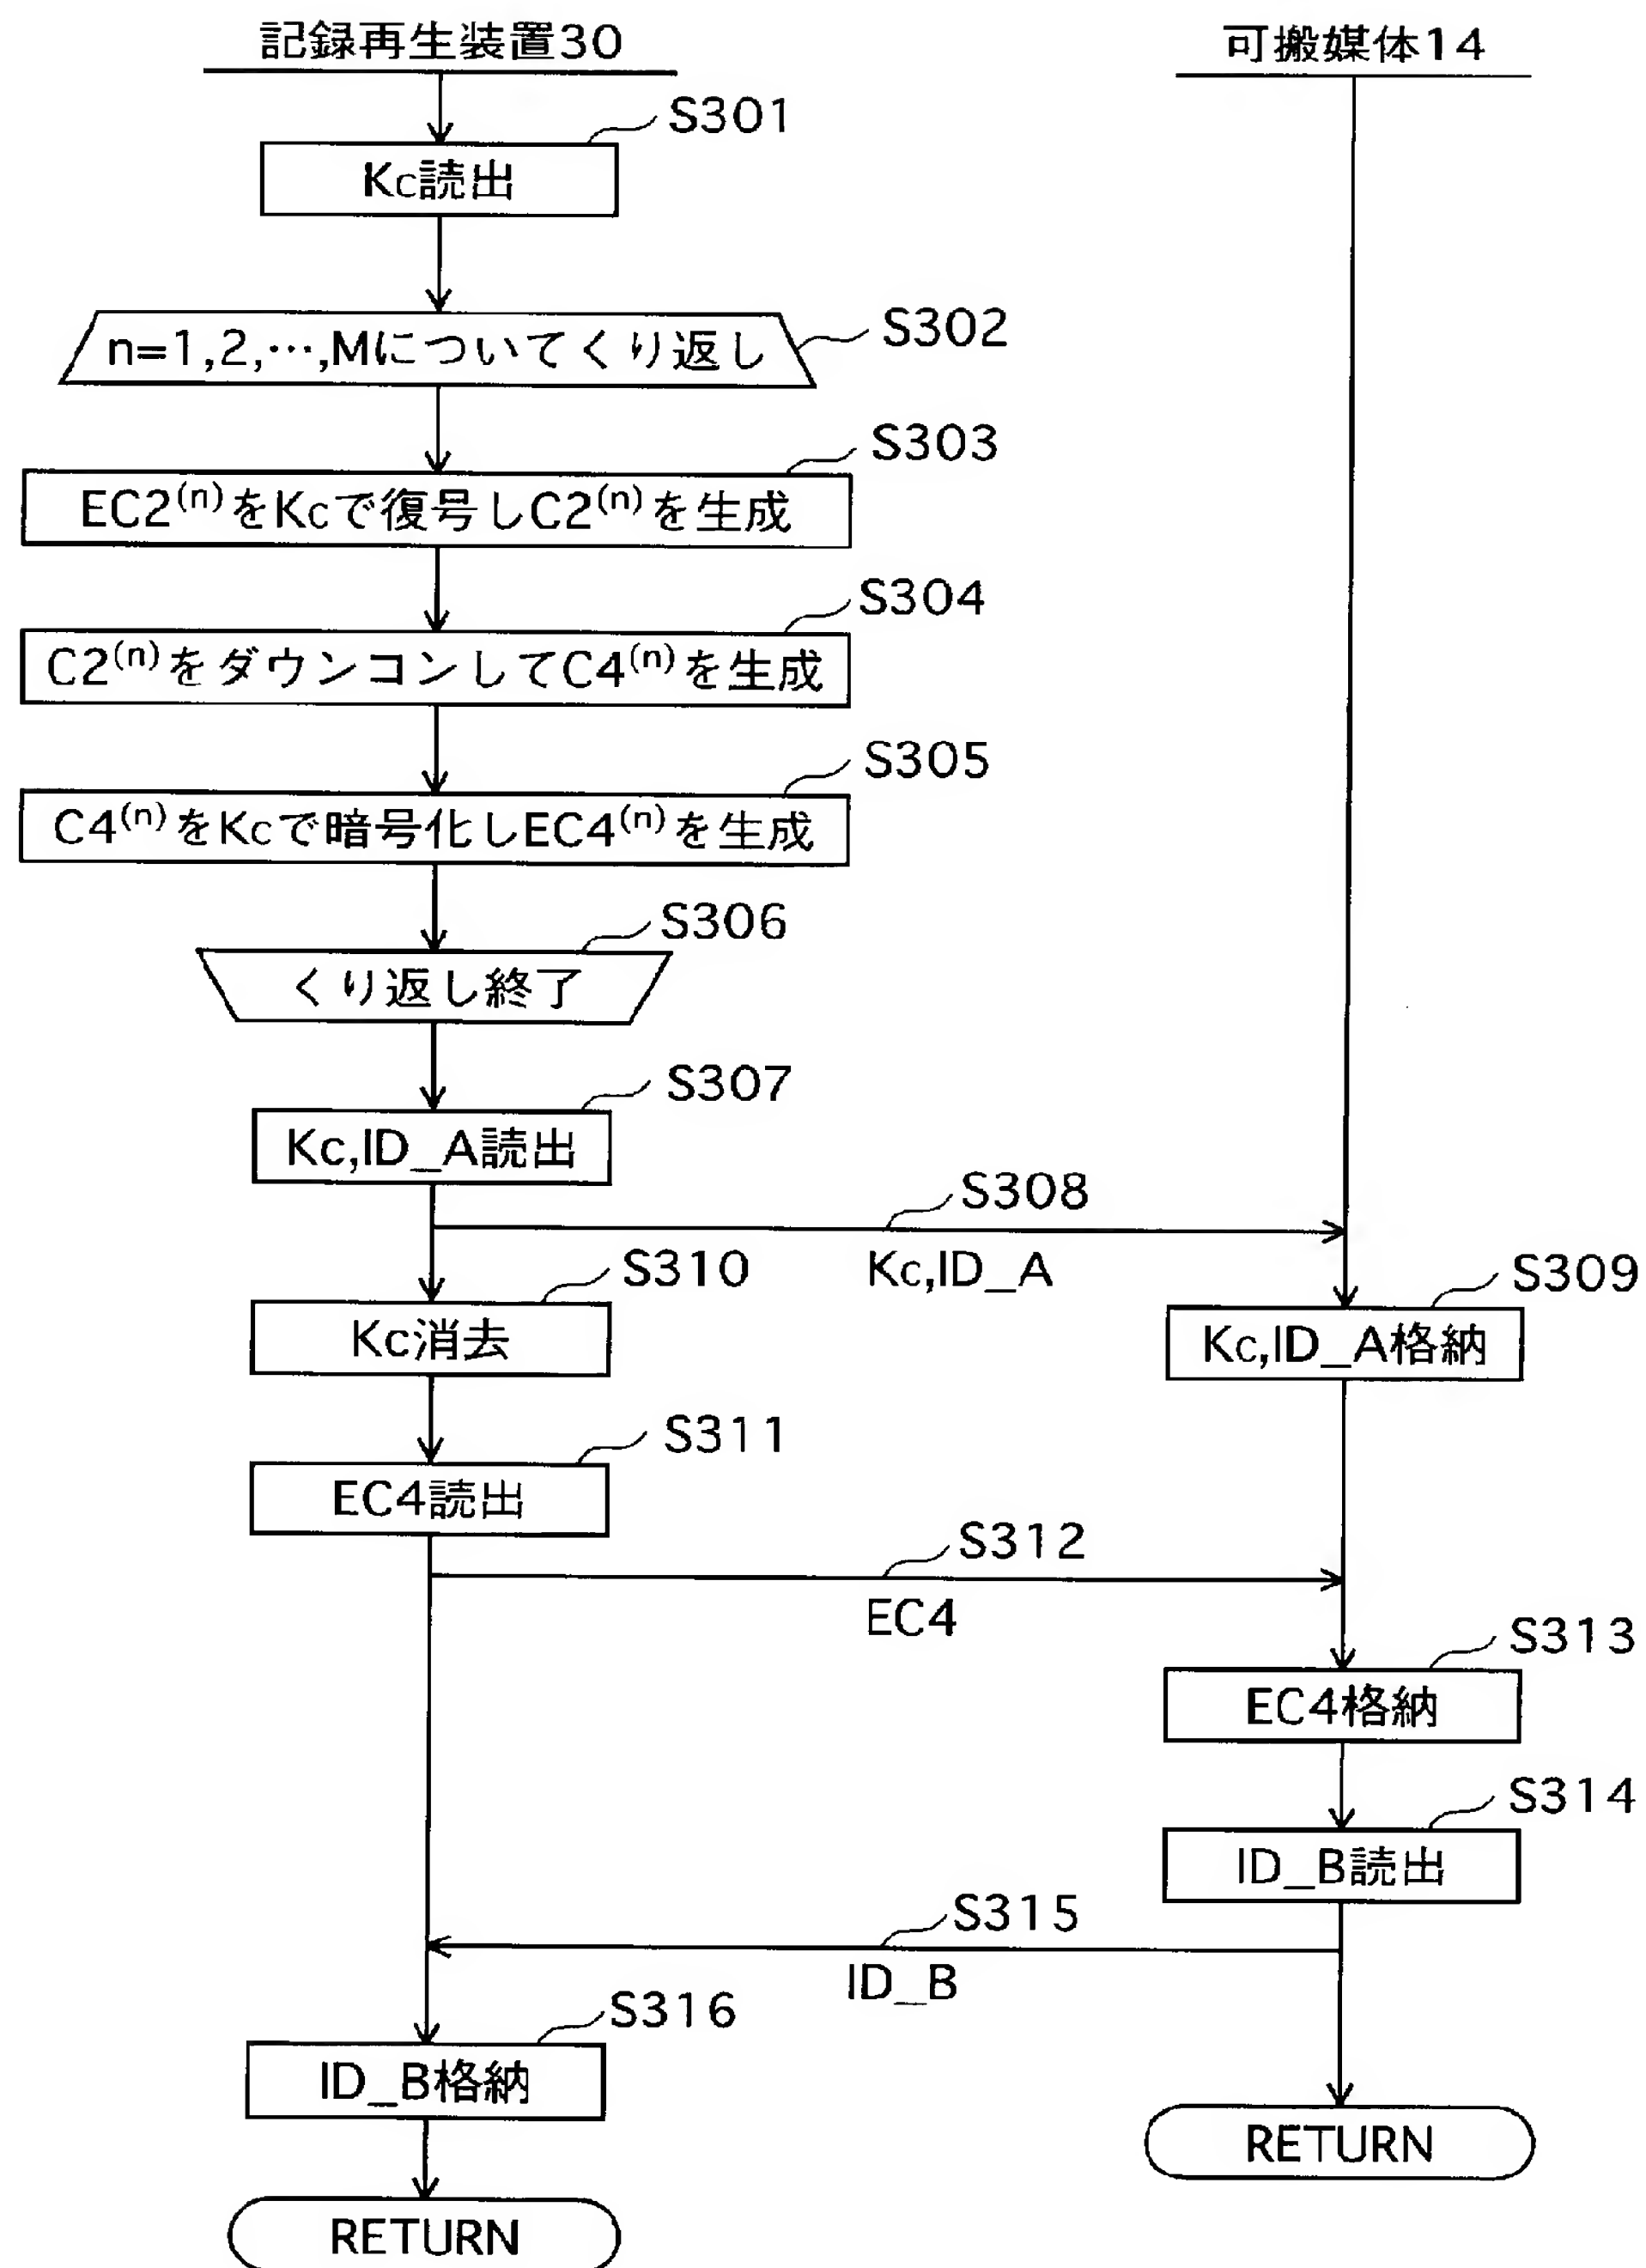 記録再生装置30
可搬媒体14
S301
Kc読出
S302
n=1,2,…,Mについてくり返し
S303
EC2(n)をKcで復号しC2(n)を生成
S304
C2(n)をダウンコンしてC4(n)を生成
S305
C4(n)をKcで暗号化しEC4(n)を生成
S306
くり返し終了
S307
Kc,ID_A読出
S308
Kc,ID_A
S309
Kc,ID_A格納
S310
Kc消去
S311
EC4読出
S312
EC4
S313
EC4格納
S314
ID_B読出
S315
ID_B
S316
ID_B格納
RETURN
RETURN